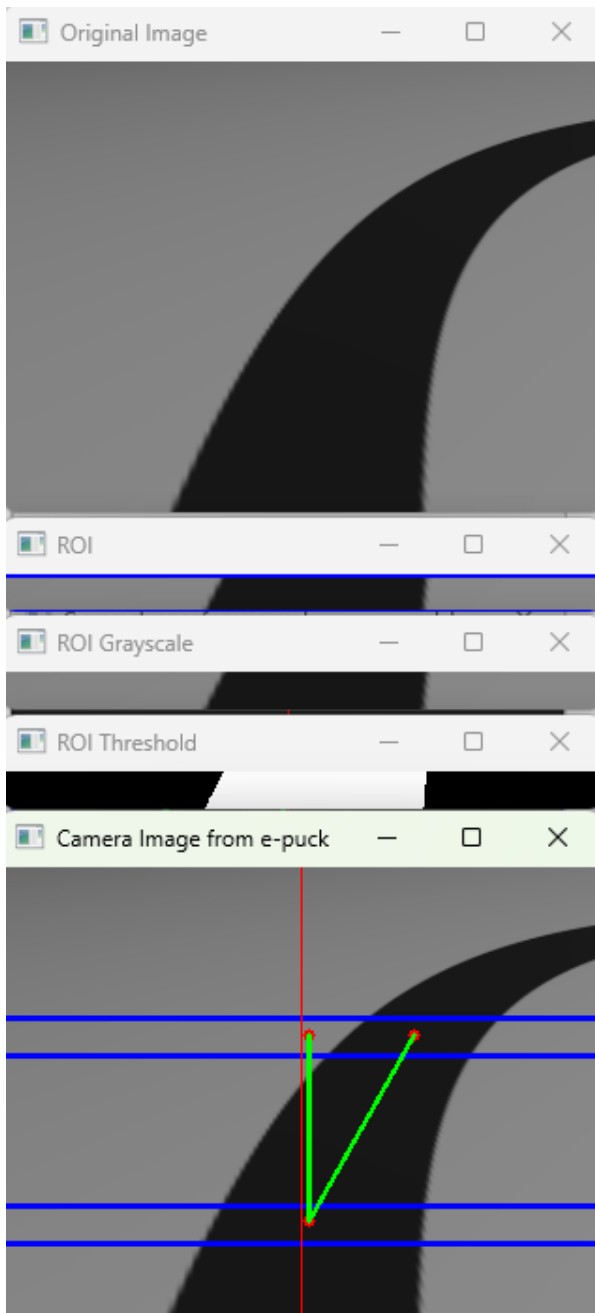 Original Image
ROI
ROI Grayscale
ROI Threshold
Camera Image from e-puck